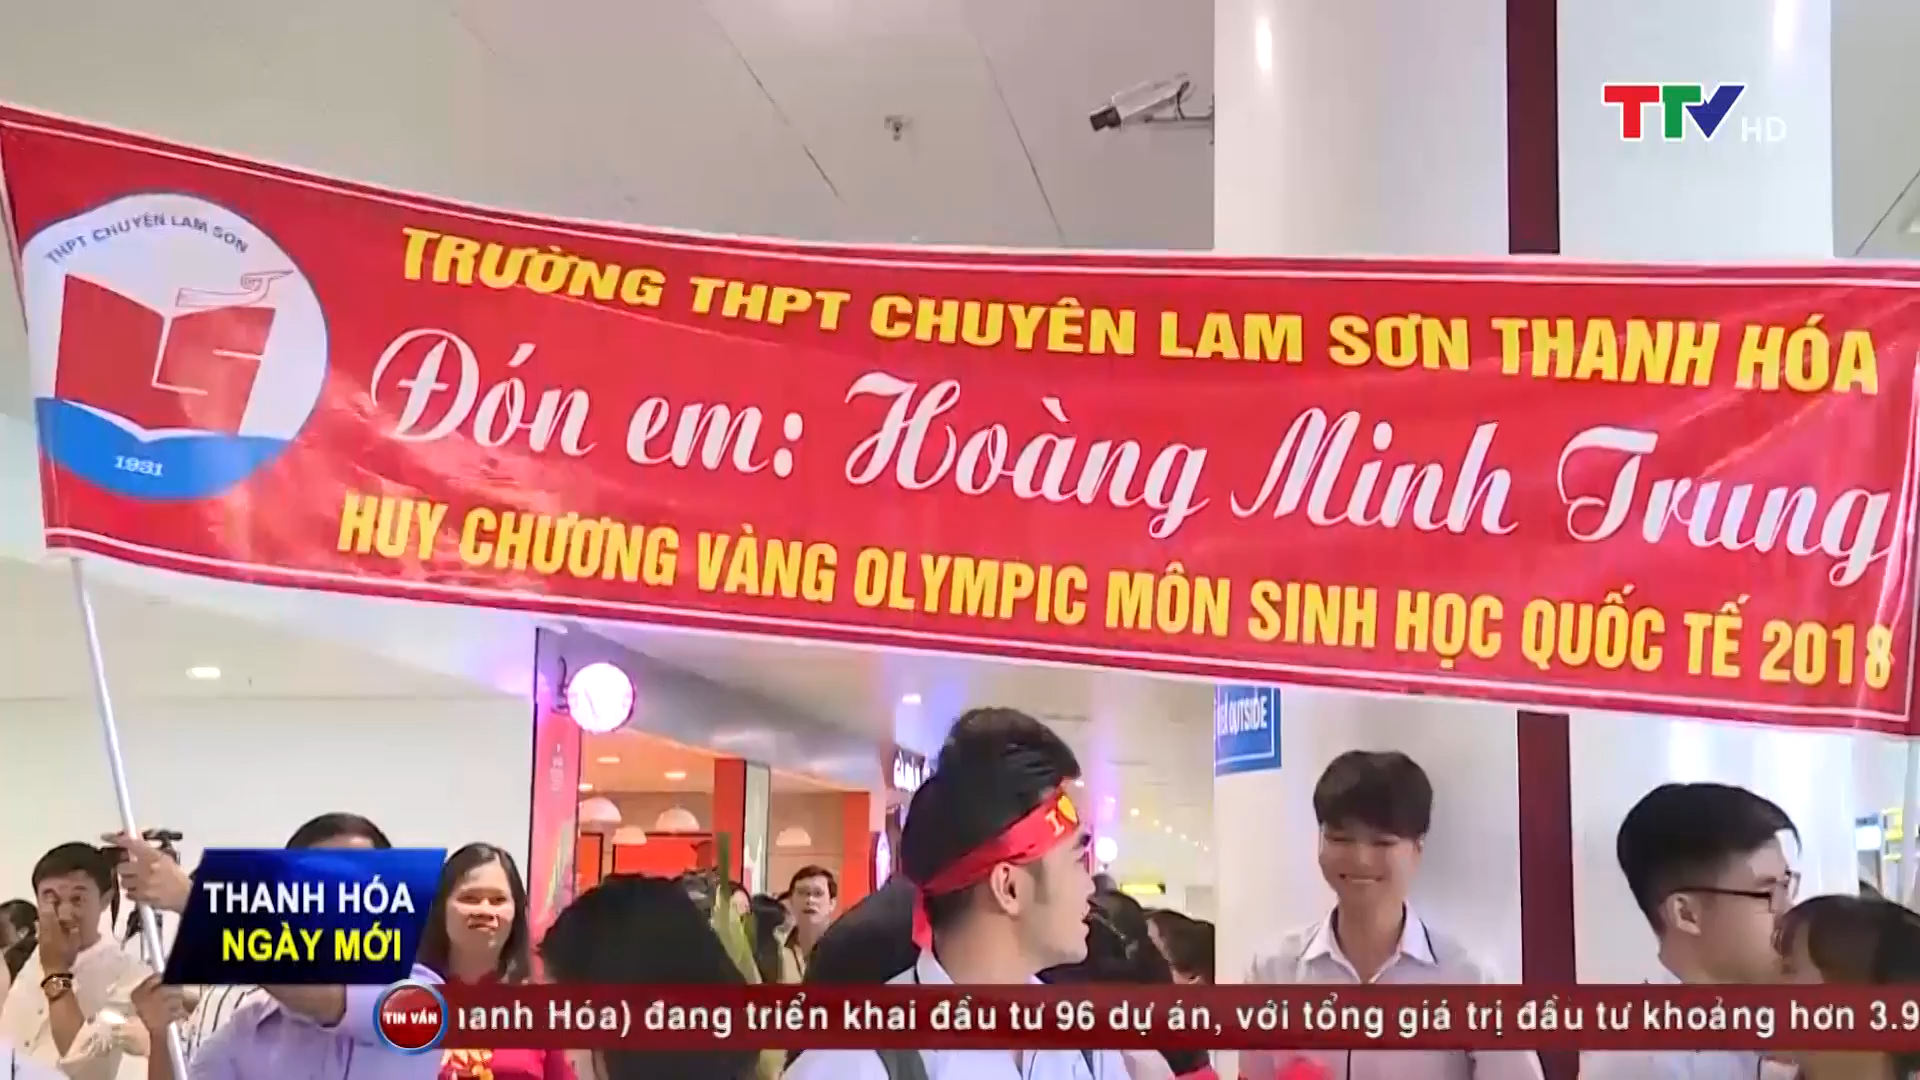 TTV HD
THPT CHUYÊN LAM SƠN
1931
TRƯỜNG THPT CHUYÊN LAM SƠN THANH HÓA
Đón em: Hoàng Minh Trung
HUY CHƯƠNG VÀNG OLYMPIC MÔN SINH HỌC QUỐC TẾ 2018
OUTSIDE
I
THANH HÓA
NGÀY MỚI
TIN VẮN
hanh Hóa) đang triển khai đầu tư 96 dự án, với tổng giá trị đầu tư khoảng hơn 3.9